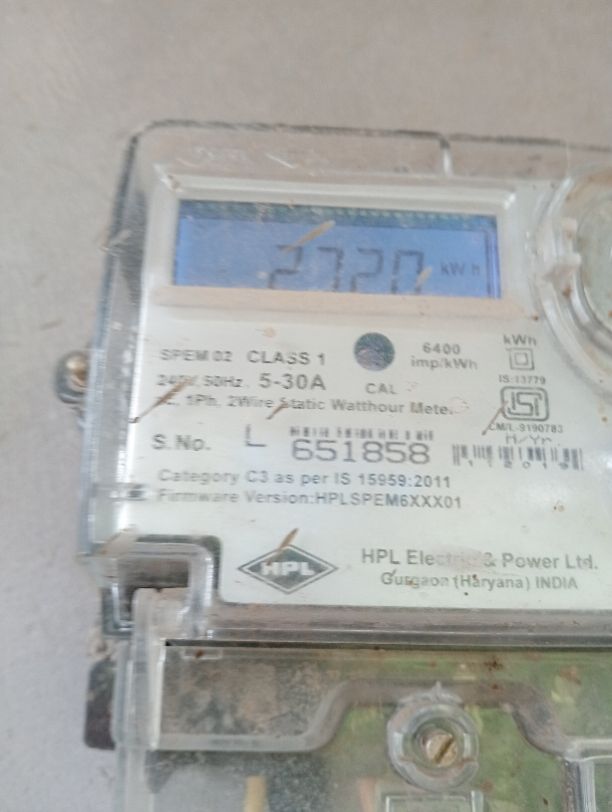 2720 kWh
SPEM 02 CLASS 1
6400 imp/kWh
kWh
240V, 50Hz. 5-30A
CAL
IS:13779
1Ph. 2Wire Static Watthour Meter
ISI
CM/L-9190783
S.No. L 651858
M/Yr.
Category C3 as per IS 15959:2011
Firmware Version:HPLSPEM6XXX01
HPL
HPL Electric & Power Ltd.
Gurgaon (Haryana) INDIA